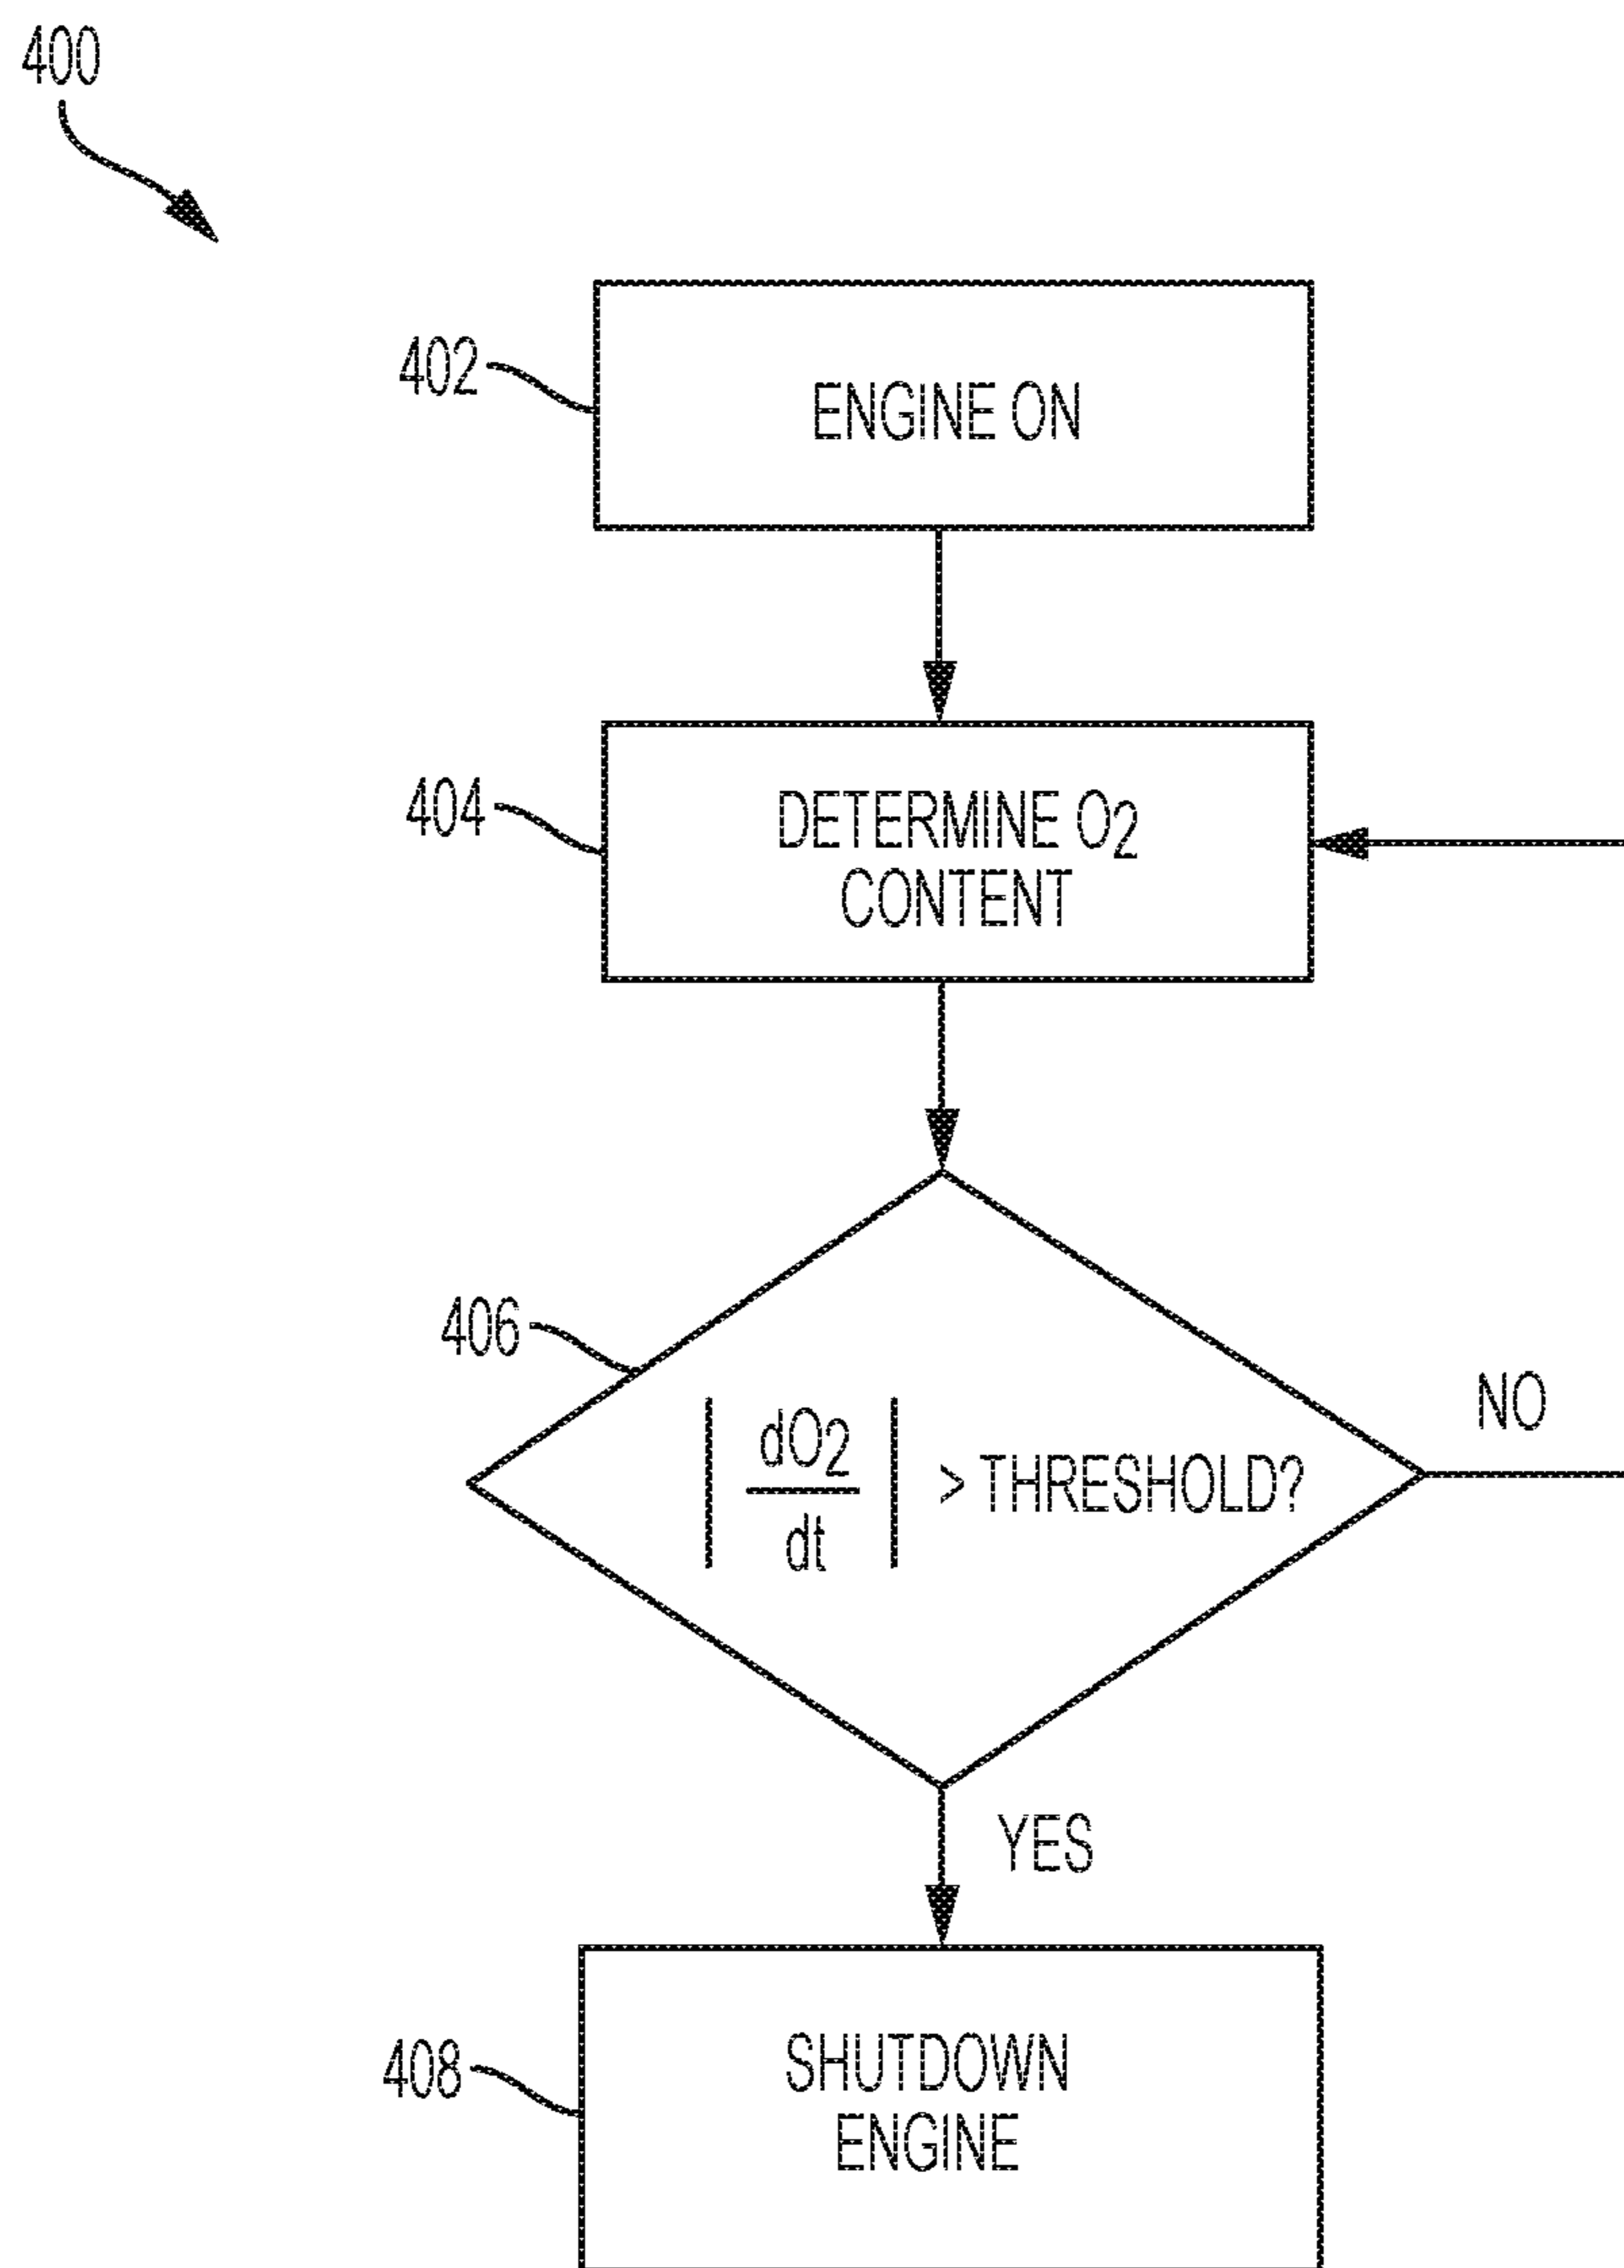 400
402
ENGINE ON
404
DETERMINE O2
CONTENT
406
| dO2 / dt | > THRESHOLD?
NO
YES
408
SHUTDOWN
ENGINE